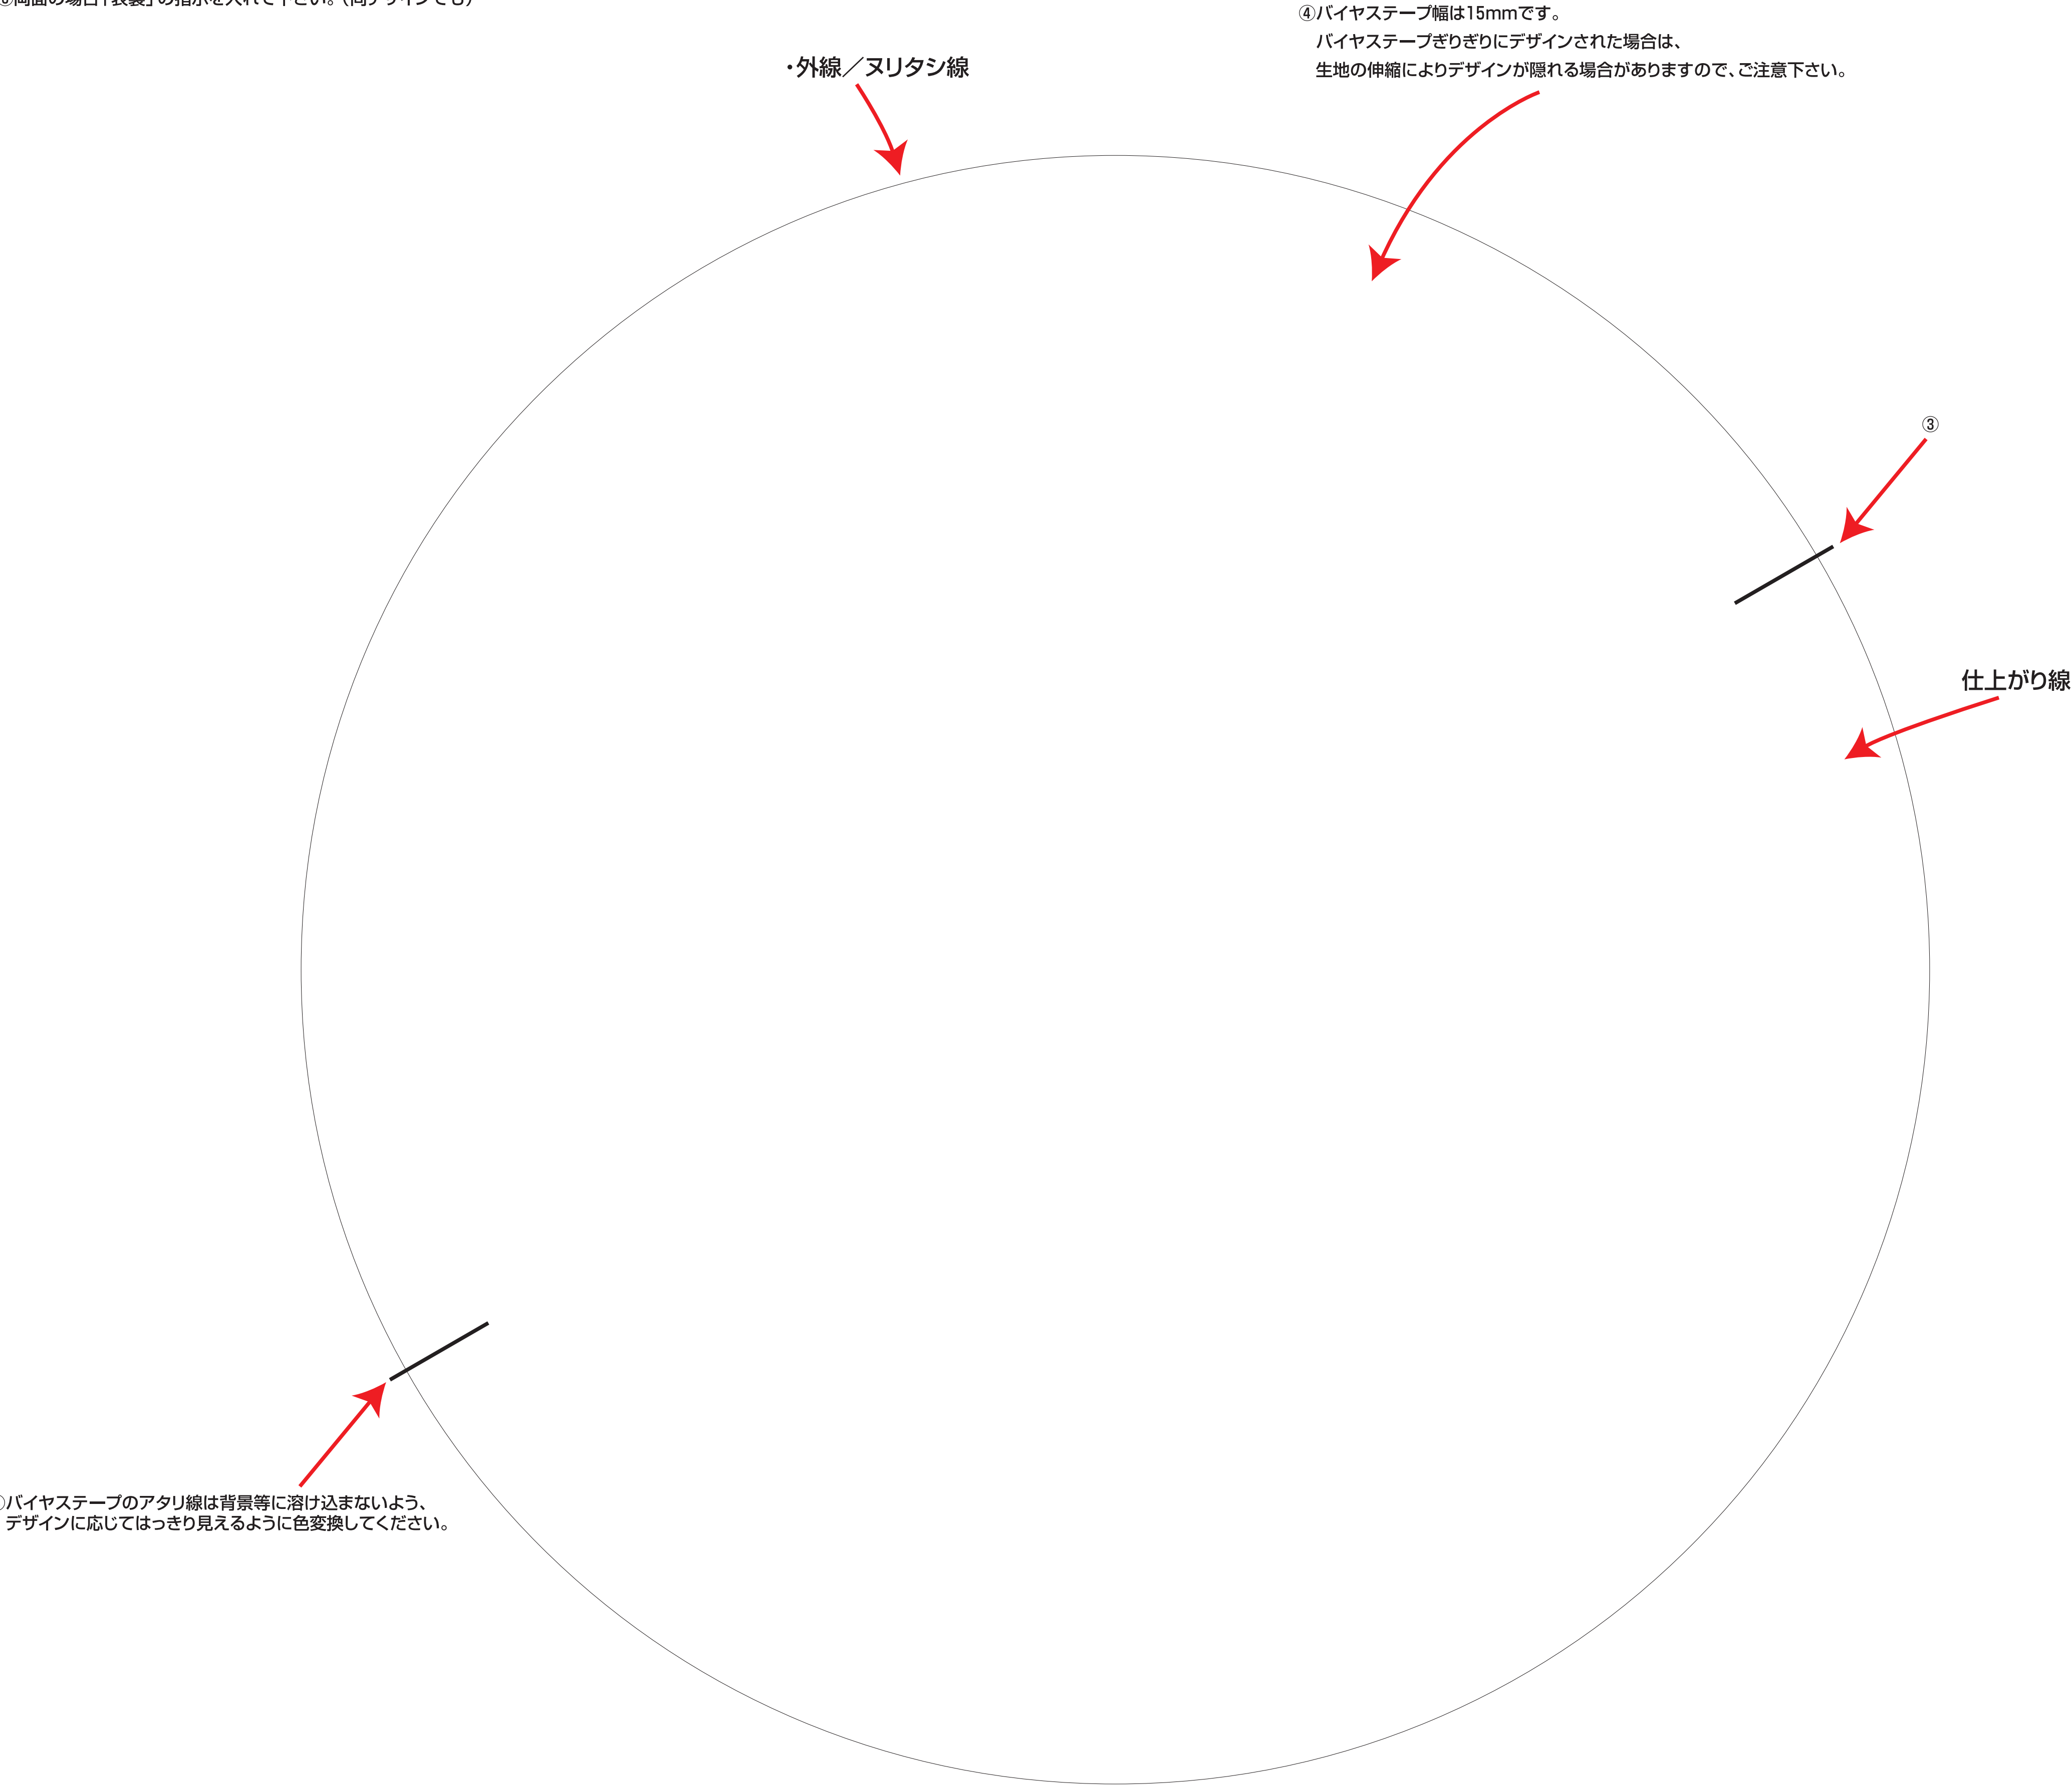 ・外線／ヌリタシ線
④バイヤステープ幅は15mmです。
バイヤステープぎりぎりにデザインされた場合は、
生地の伸縮によりデザインが隠れる場合がありますので、ご注意下さい。
③
仕上がり線
バイヤステープのアタリ線は背景等に溶け込まないよう、
デザインに応じてはっきり見えるように色変換してください。